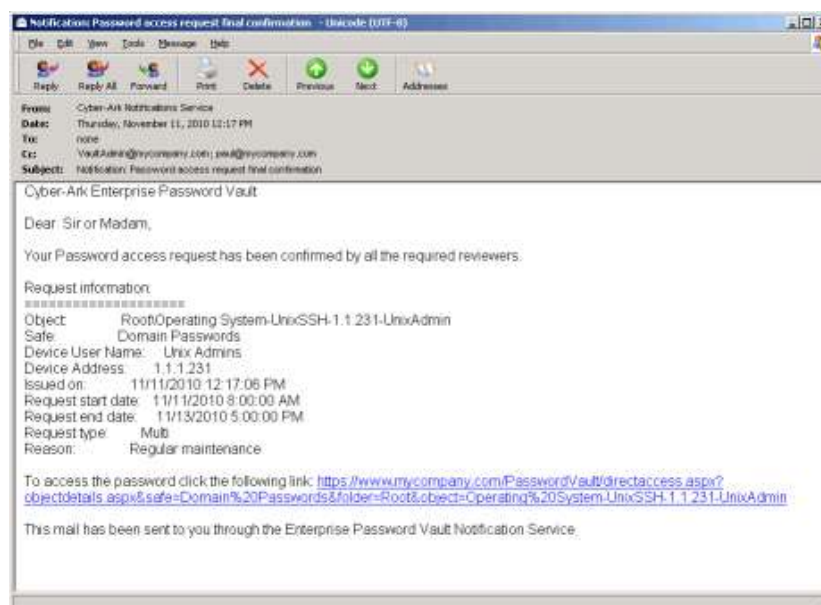 Notification: Password access request final confirmation - Unicode (UTF-8)
File Edit View Tools Message Help
Reply Reply All Forward Print Delete Previous Next Addresses
From: Cyber-Ark Notifications Service
Date: Thursday, November 11, 2010 12:17 PM
To: none
Cc: VaultAdmin@mycompany.com; paul@mycompany.com
Subject: Notification: Password access request final confirmation
Cyber-Ark Enterprise Password Vault
Dear Sir or Madam,
Your Password access request has been confirmed by all the required reviewers.
Request information:
=====================
Object: Root\Operating System-UnixSSH-1.1.231-UnixAdmin
Safe: Domain Passwords
Device User Name: Unix Admins
Device Address: 1.1.1.231
Issued on: 11/11/2010 12:17:06 PM
Request start date: 11/11/2010 8:00:00 AM
Request end date: 11/13/2010 5:00:00 PM
Request type: Multi
Reason: Regular maintenance
To access the password click the following link: https://www.mycompany.com/PasswordVault/directaccess.aspx?
objectdetails.aspx&safe=Domain%20Passwords&folder=Root&object=Operating%20System-UnixSSH-1.1.231-UnixAdmin
This mail has been sent to you through the Enterprise Password Vault Notification Service